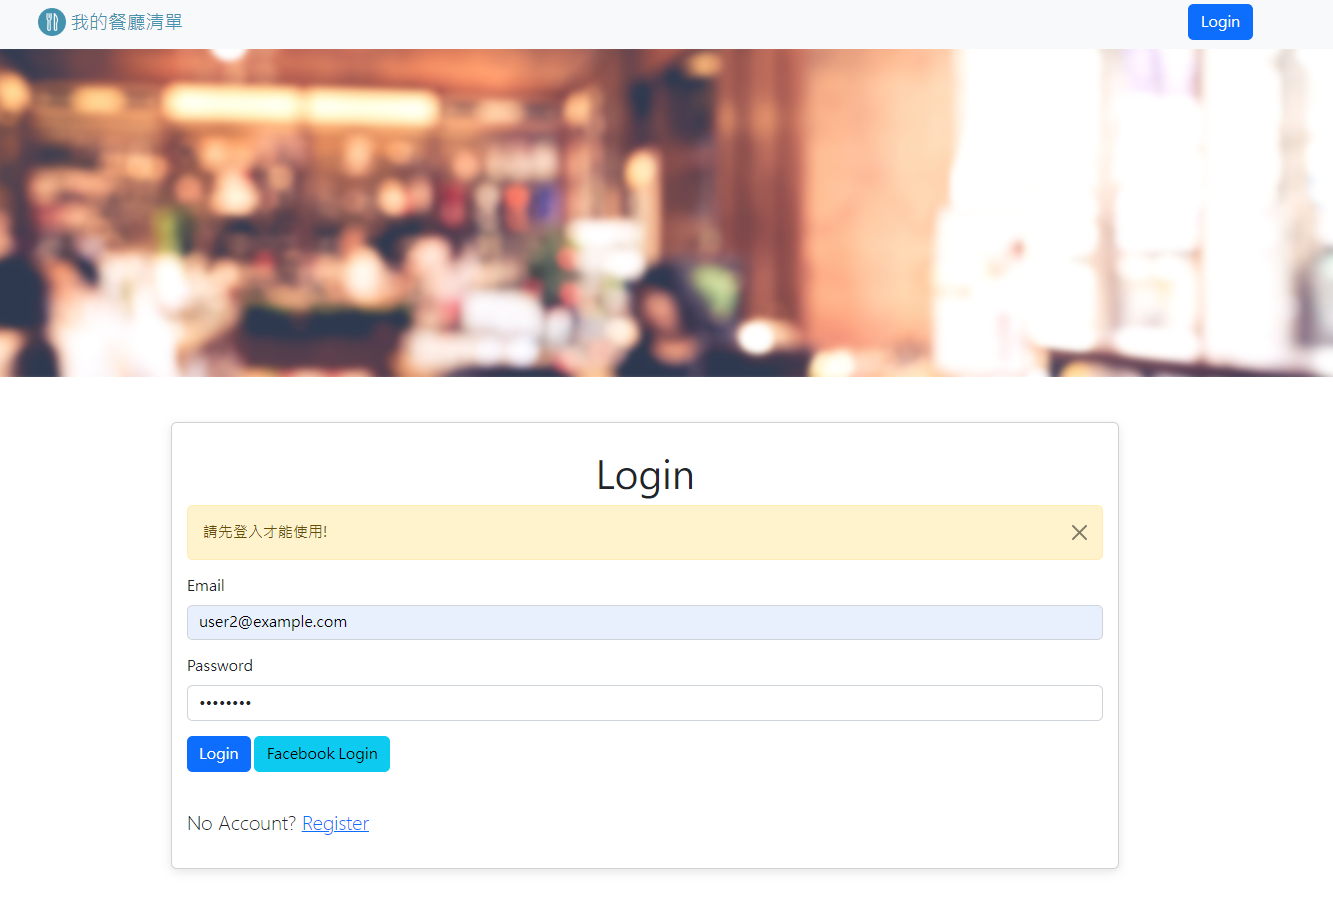 我的餐廳清單
Login
Login
請先登入才能使用!
Email
user2@example.com
Password
••••••••
Login Facebook Login
No Account? Register